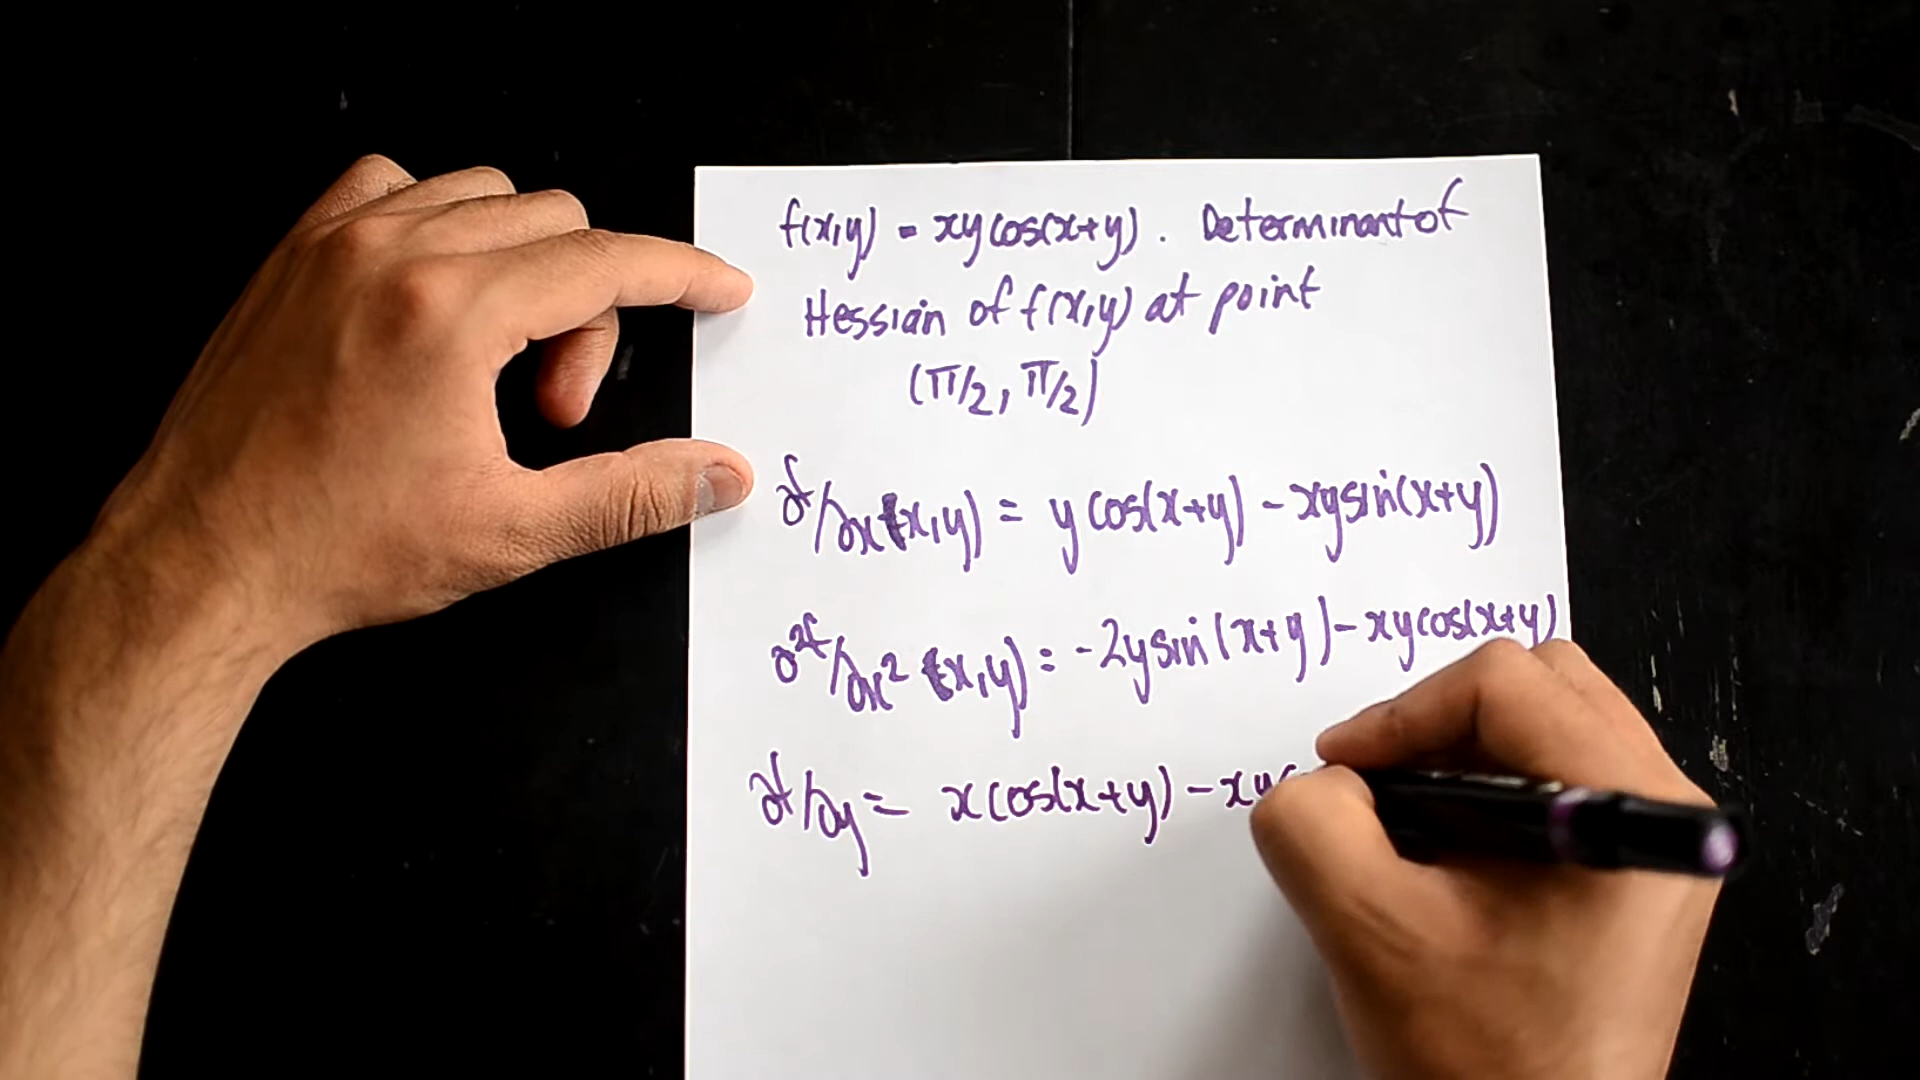 f(x,y) = xy cos(x+y). Determinant of
Hessian of f(x,y) at point
(π/2, π/2)
∂f/∂x (x,y) = y cos(x+y) - xy sin(x+y)
∂²f/∂x² (x,y) = -2y sin(x+y) - xy cos(x+y)
∂f/∂y = x cos(x+y) - xy